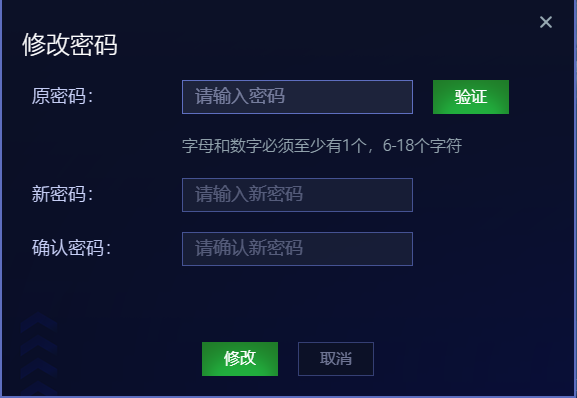 修改密码
原密码： 请输入密码 验证
字母和数字必须至少有1个，6-18个字符
新密码： 请输入新密码
确认密码： 请确认新密码
修改 取消